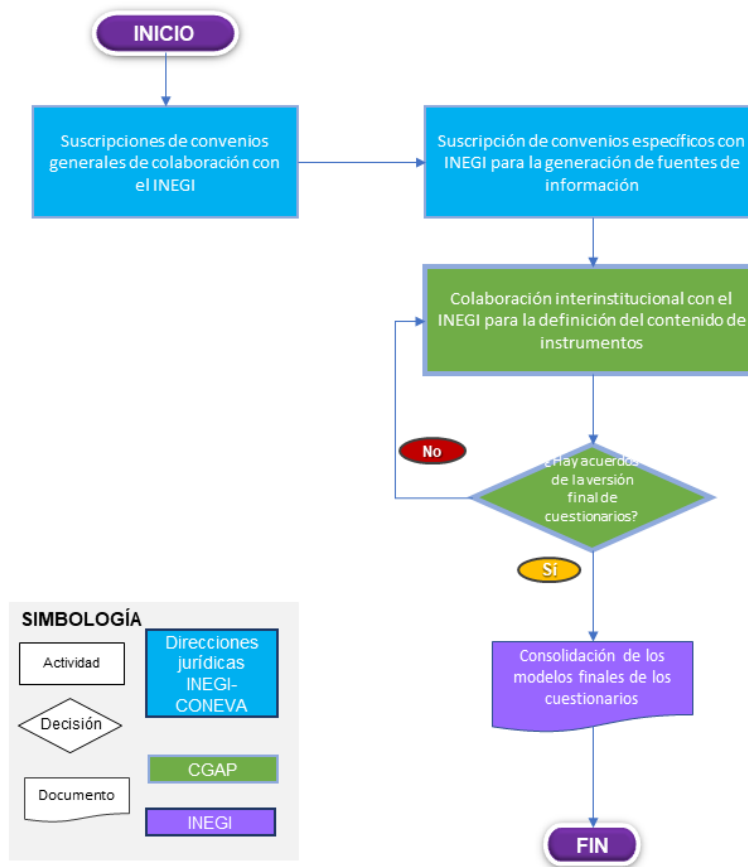 INICIO
Suscripciones de convenios
generales de colaboración con
el INEGI
Suscripción de convenios específicos con
INEGI para la generación de fuentes de
información
Colaboración interinstitucional con el
INEGI para la definición del contenido de
instrumentos
No
¿Hay acuerdos
de la versión
final de
cuestionarios?
Sí
Consolidación de los
modelos finales de los
cuestionarios
FIN
SIMBOLOGÍA
Actividad
Decisión
Documento
Direcciones
jurídicas
INEGI-
CONEVA
CGAP
INEGI